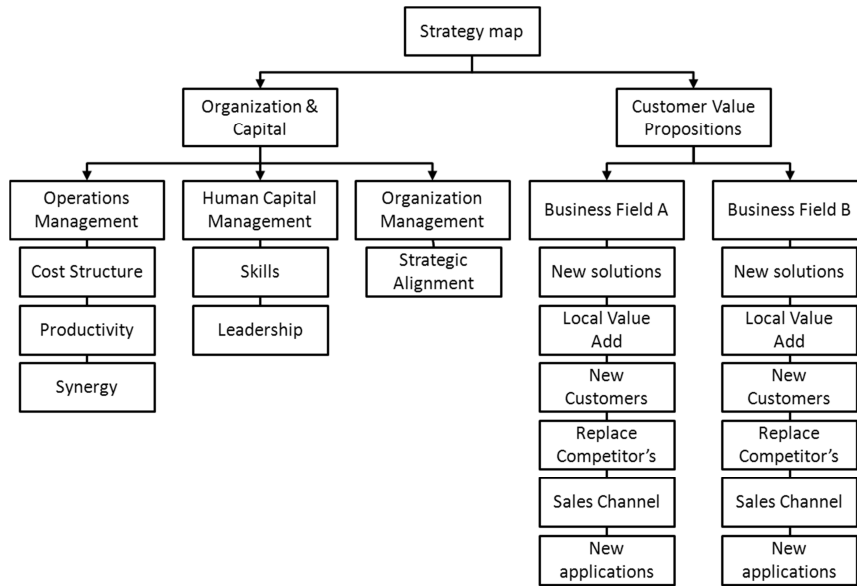 Strategy map
Organization &
Capital
Customer Value
Propositions
Operations
Management
Human Capital
Management
Organization
Management
Business Field A
Business Field B
Cost Structure
Skills
Strategic
Alignment
New solutions
New solutions
Productivity
Leadership
Local Value
Add
Local Value
Add
Synergy
New
Customers
New
Customers
Replace
Competitor’s
Replace
Competitor’s
Sales Channel
Sales Channel
New
applications
New
applications